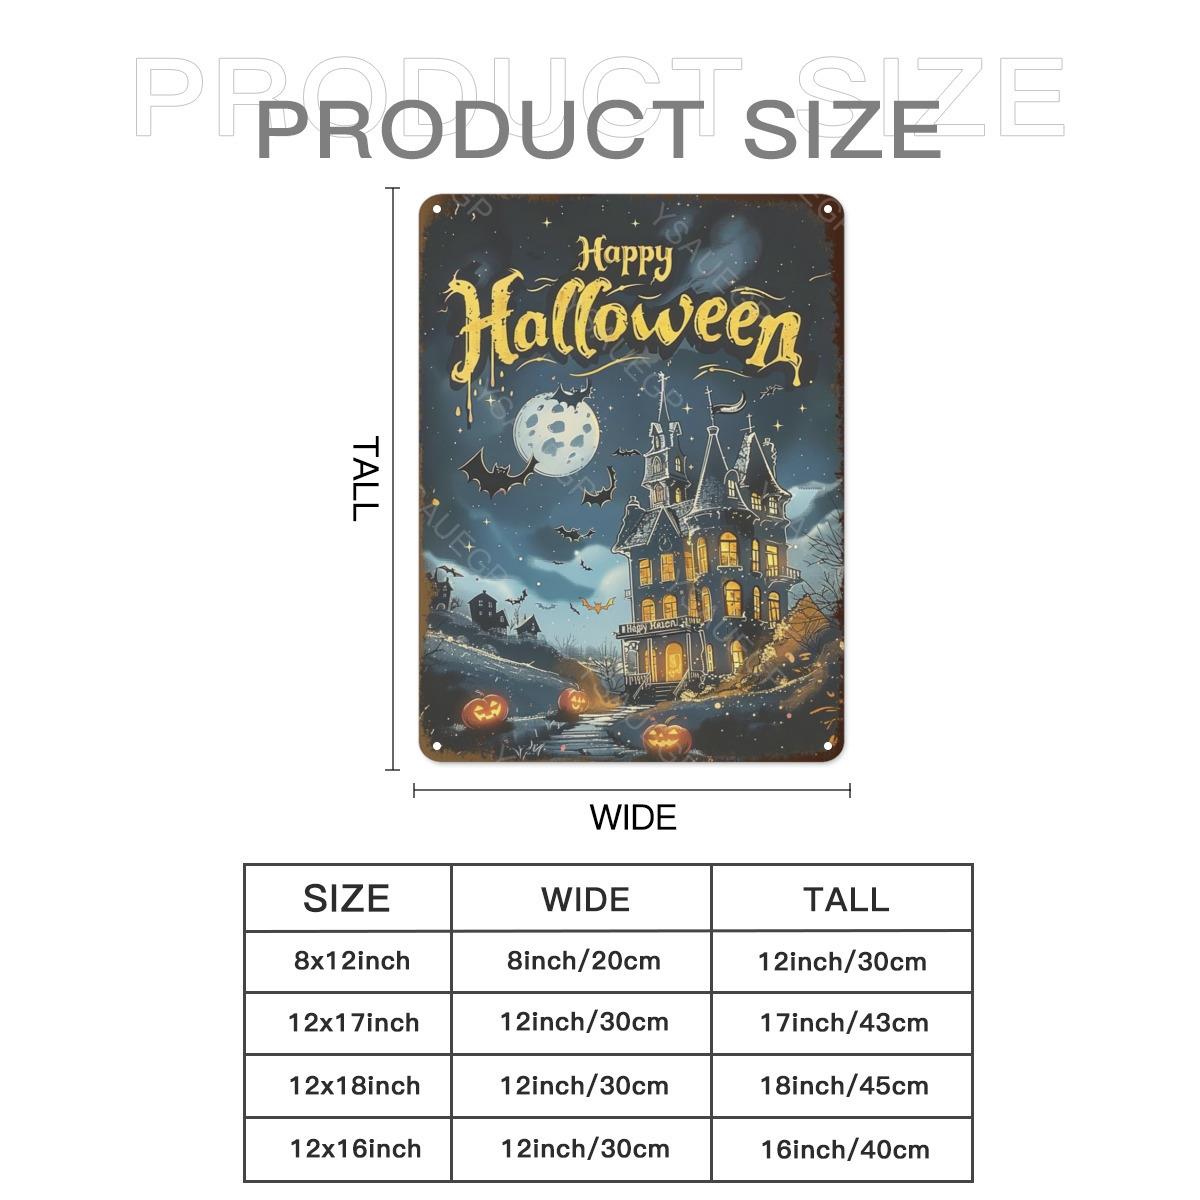 PRODUCT SIZE
PRODUCT SIZE
Happy
Halloween
YSAUEGP
TALL
WIDE
SIZE WIDE TALL
8x12inch 8inch/20cm 12inch/30cm
12x17inch 12inch/30cm 17inch/43cm
12x18inch 12inch/30cm 18inch/45cm
12x16inch 12inch/30cm 16inch/40cm